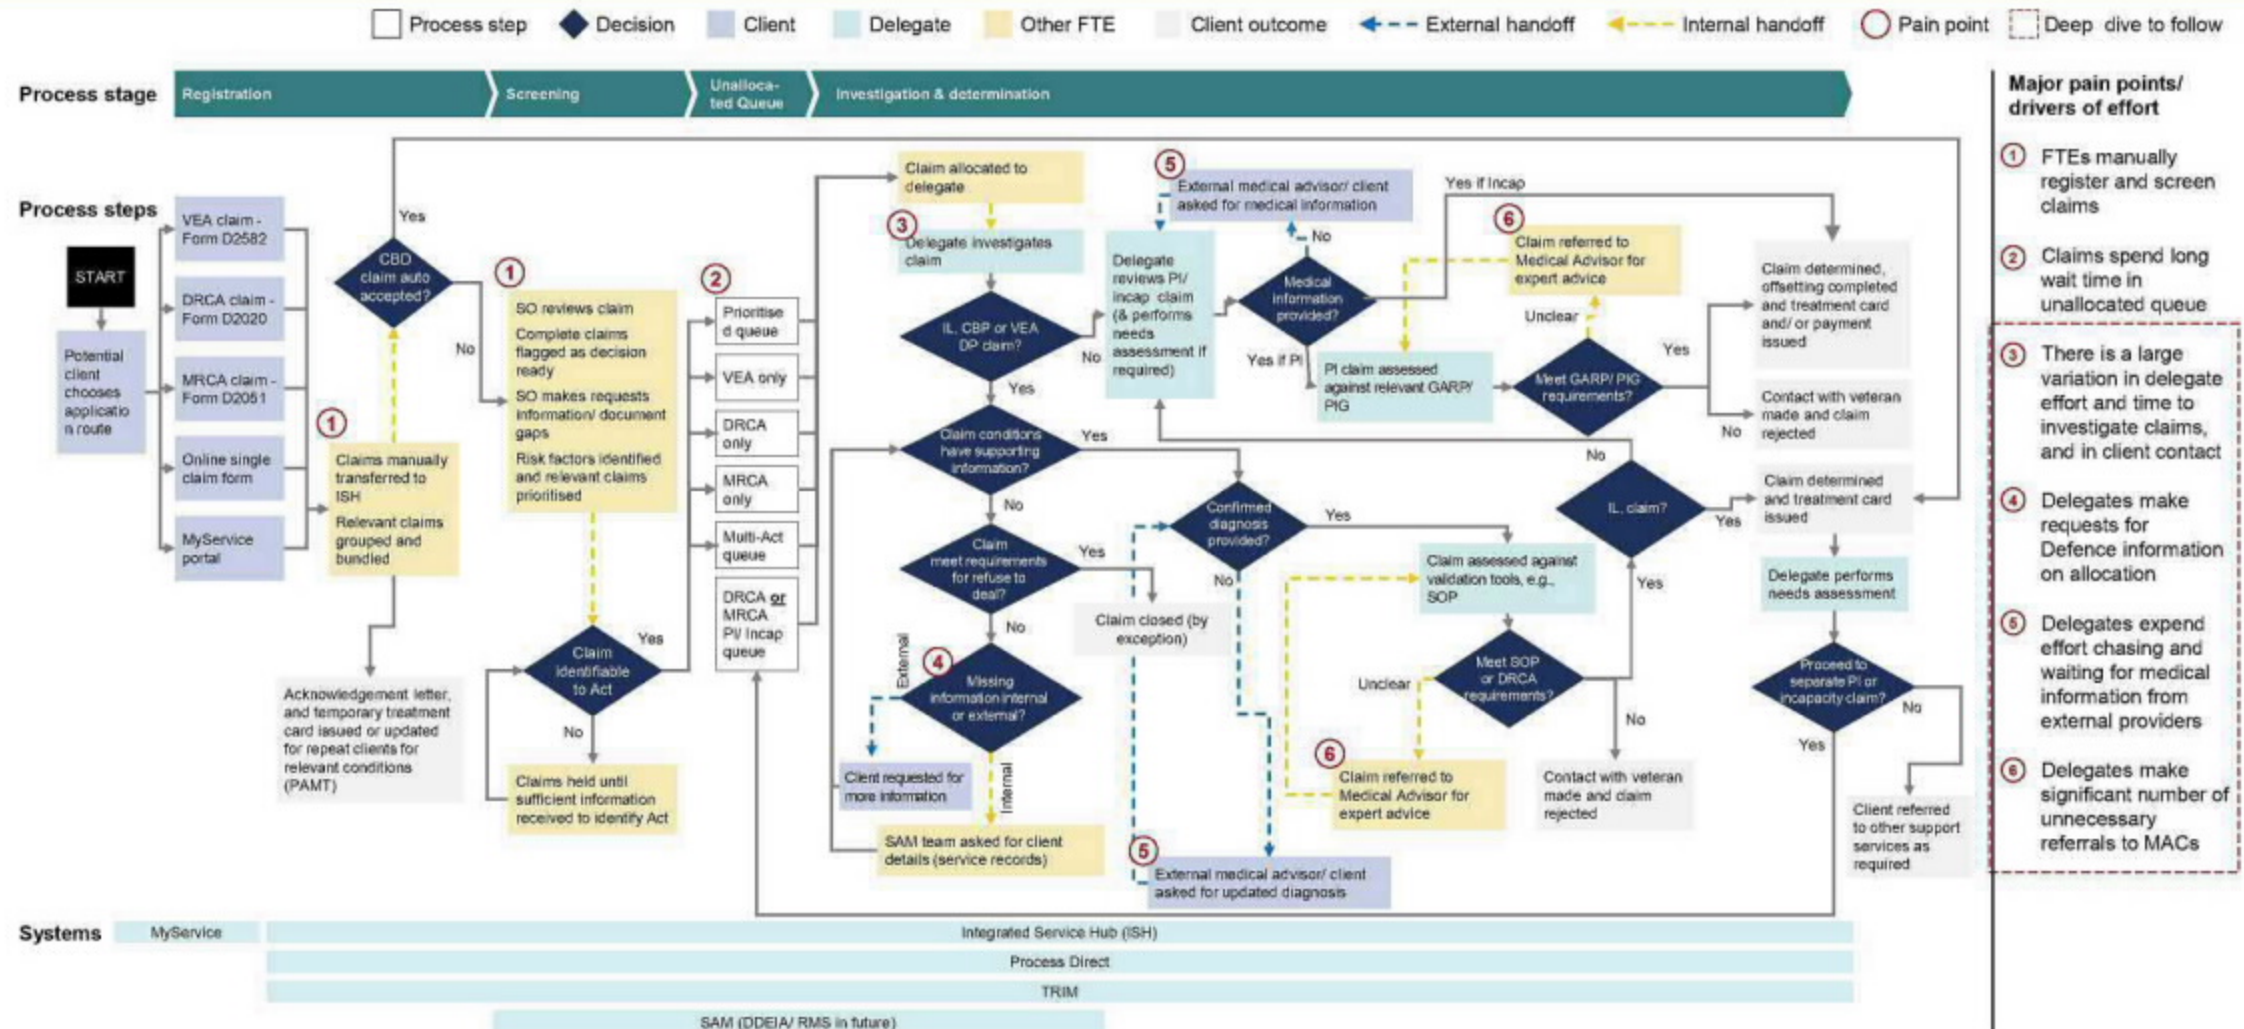 Process step
Decision
Client
Delegate
Other FTE
Client outcome
External handoff
Internal handoff
Pain point
Deep dive to follow
Process stage
Registration
Screening
Unalloca-
ted Queue
Investigation & determination
Major pain points/
drivers of effort
Process steps
START
Potential
client
chooses
applicatio
n route
VEA claim -
Form D2582
DRCA claim -
Form D2020
MRCA claim -
Form D2051
Online single
claim form
MyService
portal
1
Claims manually
transferred to
ISH
Relevant claims
grouped and
bundled
Acknowledgement letter,
and temporary treatment
card issued or updated
for repeat clients for
relevant conditions
(PAMT)
Yes
CBD
claim auto
accepted?
No
1
SO reviews claim
Complete claims
flagged as decision
ready
SO makes requests
information/ document
gaps
Risk factors identified
and relevant claims
prioritised
Claim
identifiable
to Act
Yes
No
Claims held until
sufficient information
received to identify Act
2
Prioritise
d queue
VEA only
DRCA
only
MRCA
only
Multi-Act
queue
DRCA or
MRCA
PI/ Incap
queue
Claim allocated to
delegate
3
Delegate investigates
claim
IL, CBP or VEA
DP claim?
No
Yes
Claim conditions
have supporting
information?
Yes
No
Claim
meet requirements
for refuse to
deal?
Yes
No
Claim closed (by
exception)
4
Missing
information internal
or external?
External
Internal
Client requested for
more information
SAM team asked for client
details (service records)
5
External medical advisor/ client
asked for medical information
Delegate
reviews PI/
incap claim
(& performs
needs
assessment if
required)
No
Medical
information
provided?
Yes if Incap
Yes if PI
6
Claim referred to
Medical Advisor for
expert advice
Unclear
PI claim assessed
against relevant GARP/
PIG
Meet GARP/ PIG
requirements?
Yes
No
Claim determined,
offsetting completed
and treatment card
and/ or payment
issued
Contact with veteran
made and claim
rejected
Confirmed
diagnosis
provided?
Yes
No
5
External medical advisor/ client
asked for updated diagnosis
Claim assessed against
validation tools, e.g.,
SOP
Meet SOP
or DRCA
requirements?
Unclear
Yes
No
6
Claim referred to
Medical Advisor for
expert advice
Contact with veteran
made and claim
rejected
IL, claim?
No
Yes
Claim determined
and treatment card
issued
Delegate performs
needs assessment
Proceed to
separate PI or
incapacity claim?
No
Yes
Client referred
to other support
services as
required
1 FTEs manually
register and screen
claims
2 Claims spend long
wait time in
unallocated queue
3 There is a large
variation in delegate
effort and time to
investigate claims,
and in client contact
4 Delegates make
requests for
Defence information
on allocation
5 Delegates expend
effort chasing and
waiting for medical
information from
external providers
6 Delegates make
significant number of
unnecessary
referrals to MACs
Systems
MyService
Integrated Service Hub (ISH)
Process Direct
TRIM
SAM (DDEIA/ RMS in future)